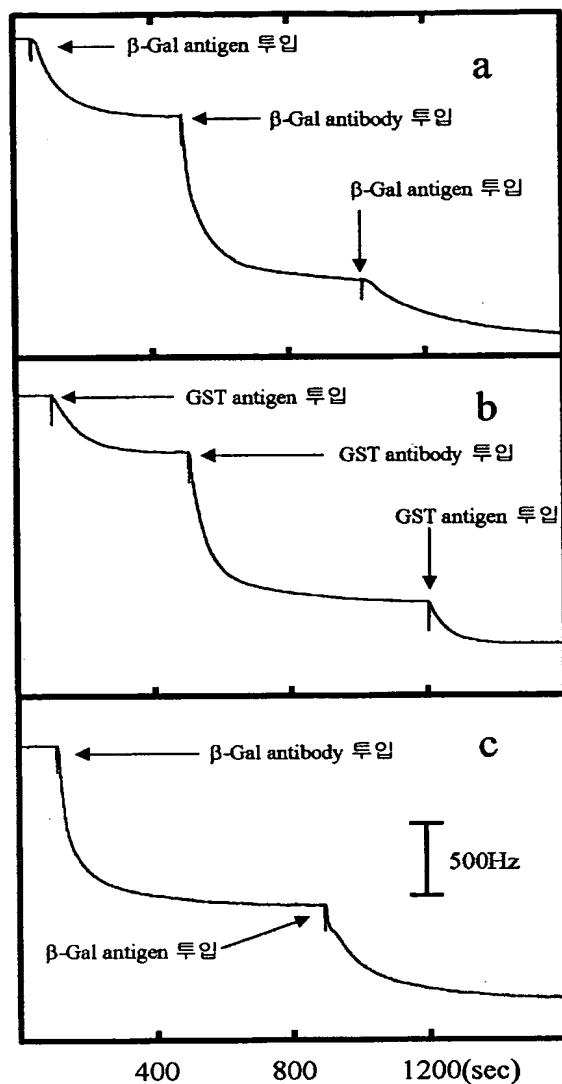 β-Gal antigen 투입
a
β-Gal antibody 투입
β-Gal antigen 투입
GST antigen 투입
b
GST antibody 투입
GST antigen 투입
β-Gal antibody 투입
c
500Hz
β-Gal antigen 투입
400 800 1200(sec)